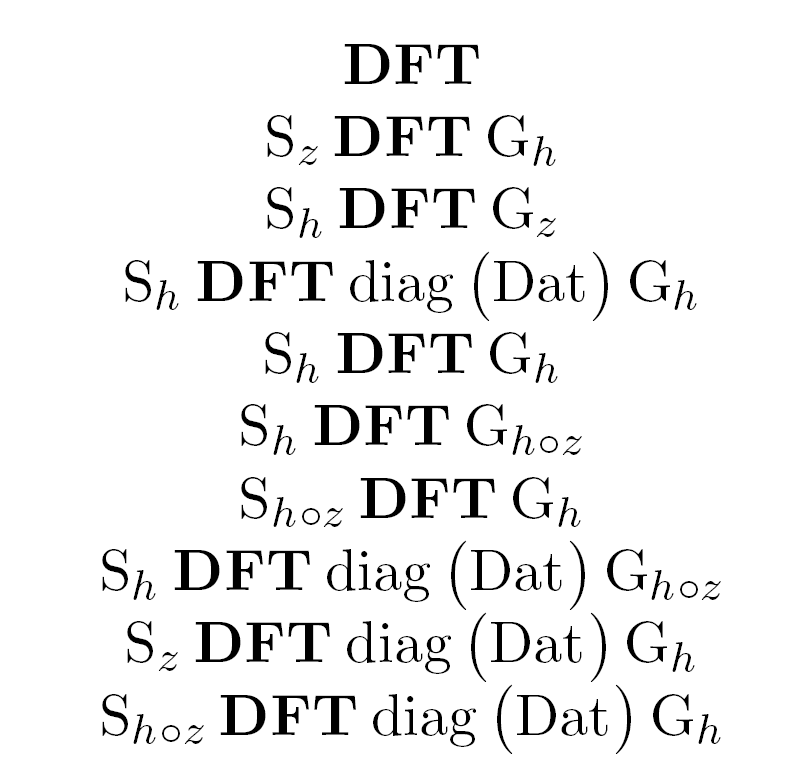 DFT
S_z DFT G_h
S_h DFT G_z
S_h DFT diag (Dat) G_h
S_h DFT G_h
S_h DFT G_{h∘z}
S_{h∘z} DFT G_h
S_h DFT diag (Dat) G_{h∘z}
S_z DFT diag (Dat) G_h
S_{h∘z} DFT diag (Dat) G_h